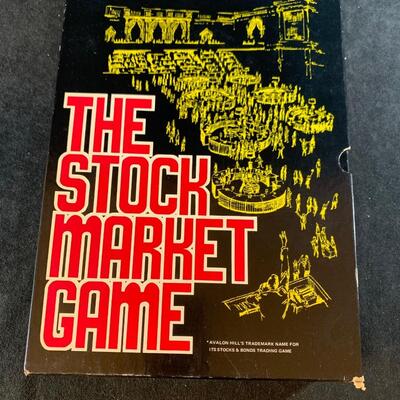 THE
STOCK
MARKET
GAME
*AVALON HILL'S TRADEMARK NAME FOR
ITS STOCKS & BONDS TRADING GAME